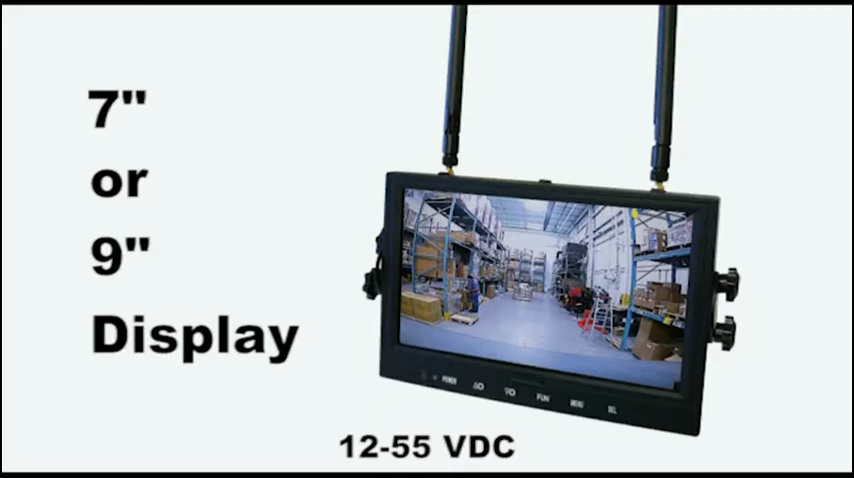 7"
or
9"
Display
POWER
FUN
MENU
SEL
12-55 VDC